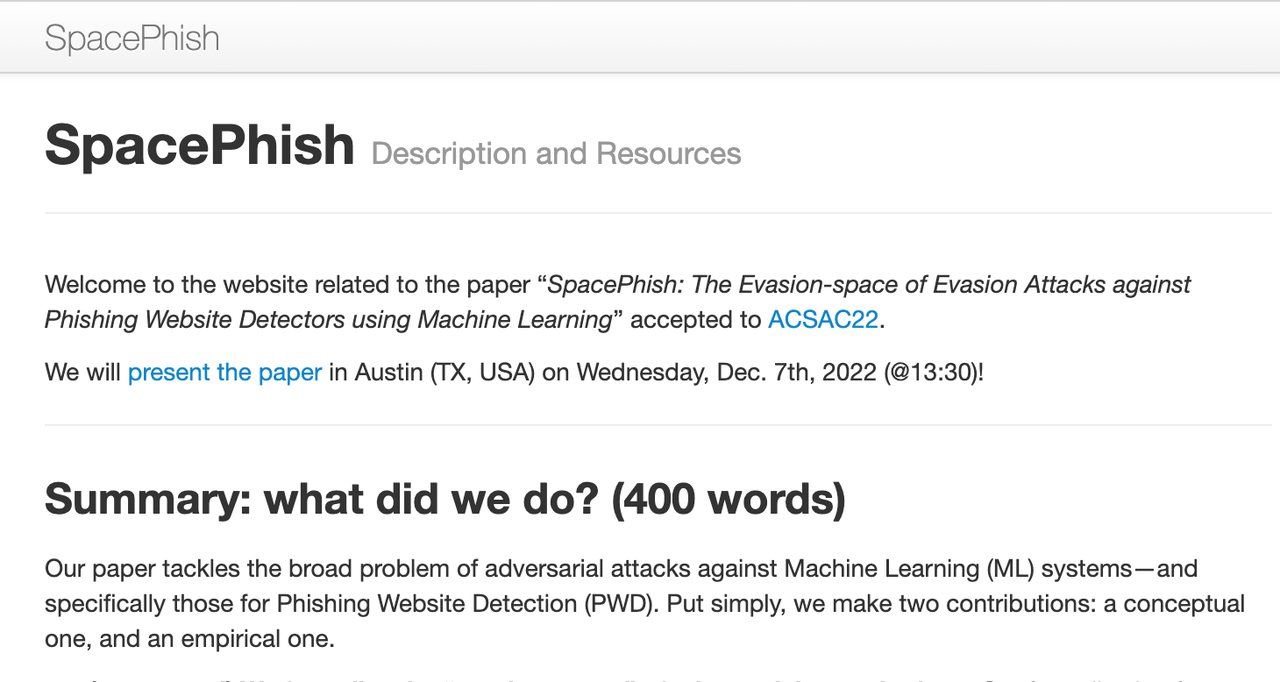 SpacePhish
SpacePhish Description and Resources
Welcome to the website related to the paper “SpacePhish: The Evasion-space of Evasion Attacks against
Phishing Website Detectors using Machine Learning” accepted to ACSAC22.
We will present the paper in Austin (TX, USA) on Wednesday, Dec. 7th, 2022 (@13:30)!
Summary: what did we do? (400 words)
Our paper tackles the broad problem of adversarial attacks against Machine Learning (ML) systems—and
specifically those for Phishing Website Detection (PWD). Put simply, we make two contributions: a conceptual
one, and an empirical one.